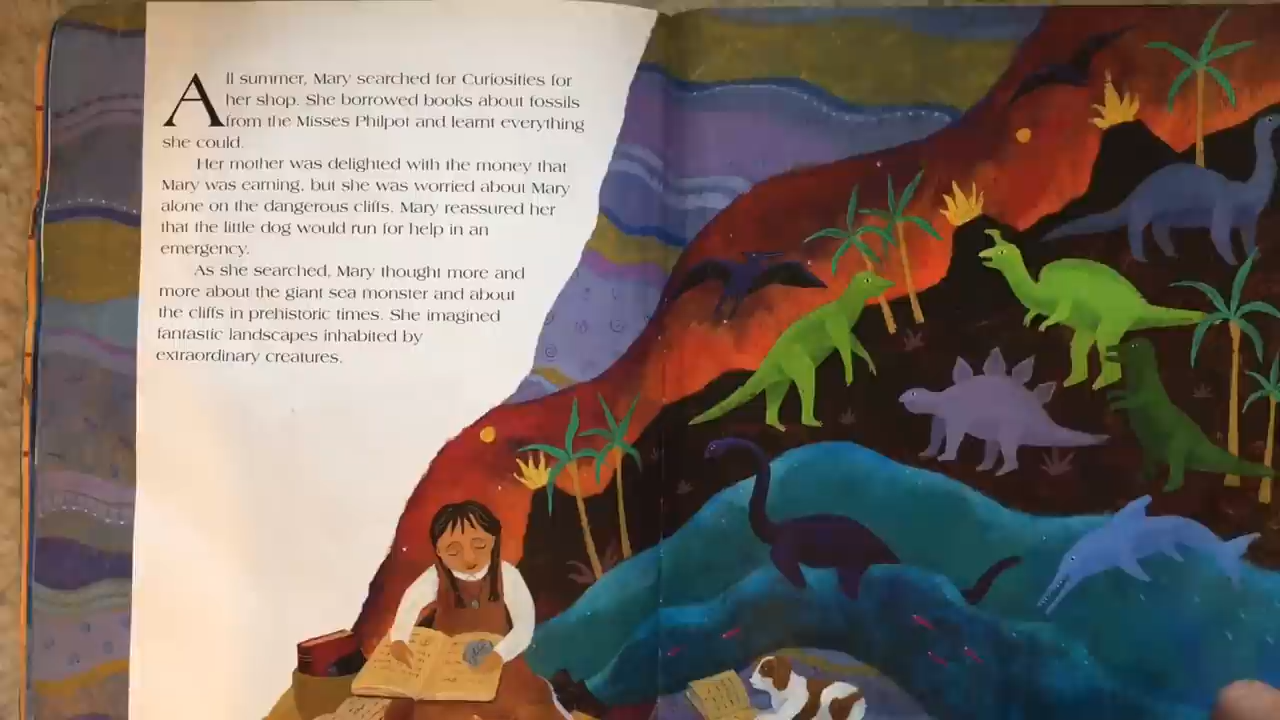 All summer, Mary searched for Curiosities for
her shop. She borrowed books about fossils
from the Misses Philpot and learnt everything
she could.
Her mother was delighted with the money that
Mary was earning, but she was worried about Mary
alone on the dangerous cliffs. Mary reassured her
that the little dog would run for help in an
emergency.
As she searched, Mary thought more and
more about the giant sea monster and about
the cliffs in prehistoric times. She imagined
fantastic landscapes inhabited by
extraordinary creatures.